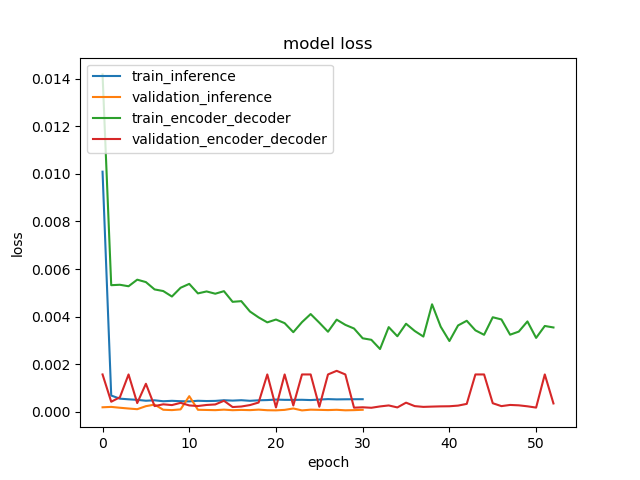 model loss
train_inference
validation_inference
train_encoder_decoder
validation_encoder_decoder
0.014
0.012
0.010
0.008
0.006
0.004
0.002
0.000
loss
0 10 20 30 40 50
epoch